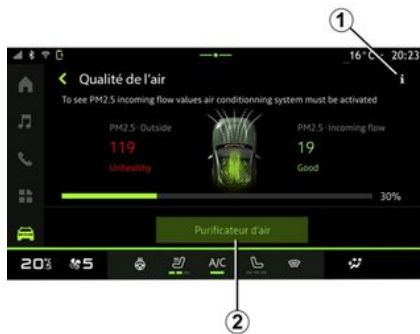 1
16°C 20:23
Qualité de l'air
i
To see PM2.5 incoming flow values air conditionning system must be activated
PM2.5-Outside
119
Unhealthy
PM2.5-Incoming flow
19
Good
30%
Purificateur d'air
20 5 A/C
2